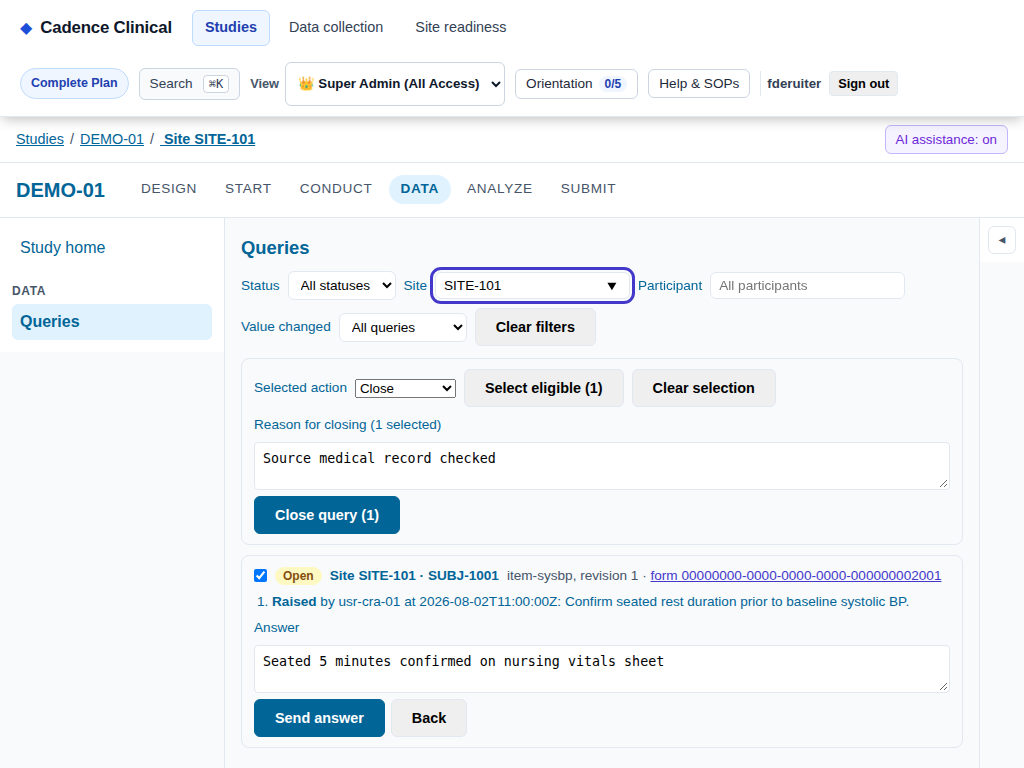 ◆ Cadence Clinical Studies Data collection Site readiness
Complete Plan Search ⌘K View 👑 Super Admin (All Access) Orientation 0/5 Help & SOPs fderuiter Sign out
Studies / DEMO-01 / Site SITE-101 AI assistance: on
DEMO-01 DESIGN START CONDUCT DATA ANALYZE SUBMIT
Study home
DATA
Queries
Queries
Status All statuses Site SITE-101 ▼ Participant All participants
Value changed All queries Clear filters
Selected action Close Select eligible (1) Clear selection
Reason for closing (1 selected)
Source medical record checked
Close query (1)
Open Site SITE-101 · SUBJ-1001 item-sysbp, revision 1 · form 00000000-0000-0000-0000-000000002001
1. Raised by usr-cra-01 at 2026-08-02T11:00:00Z: Confirm seated rest duration prior to baseline systolic BP.
Answer
Seated 5 minutes confirmed on nursing vitals sheet
Send answer Back
◄